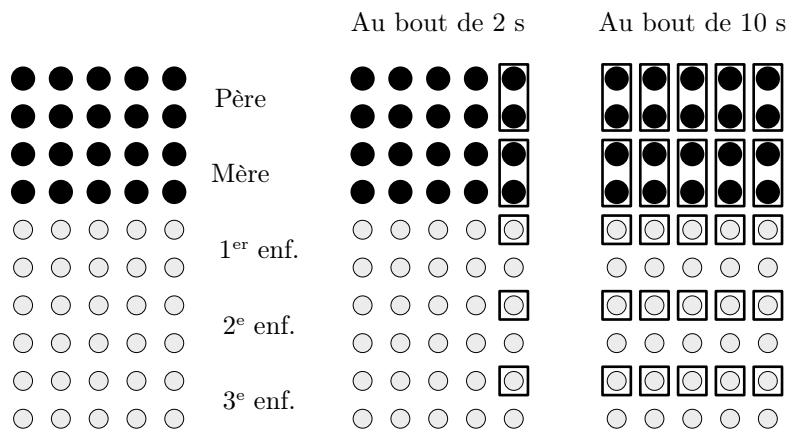 Au bout de 2 s
Au bout de 10 s
Père
Mère
1ᵉʳ enf.
2ᵉ enf.
3ᵉ enf.